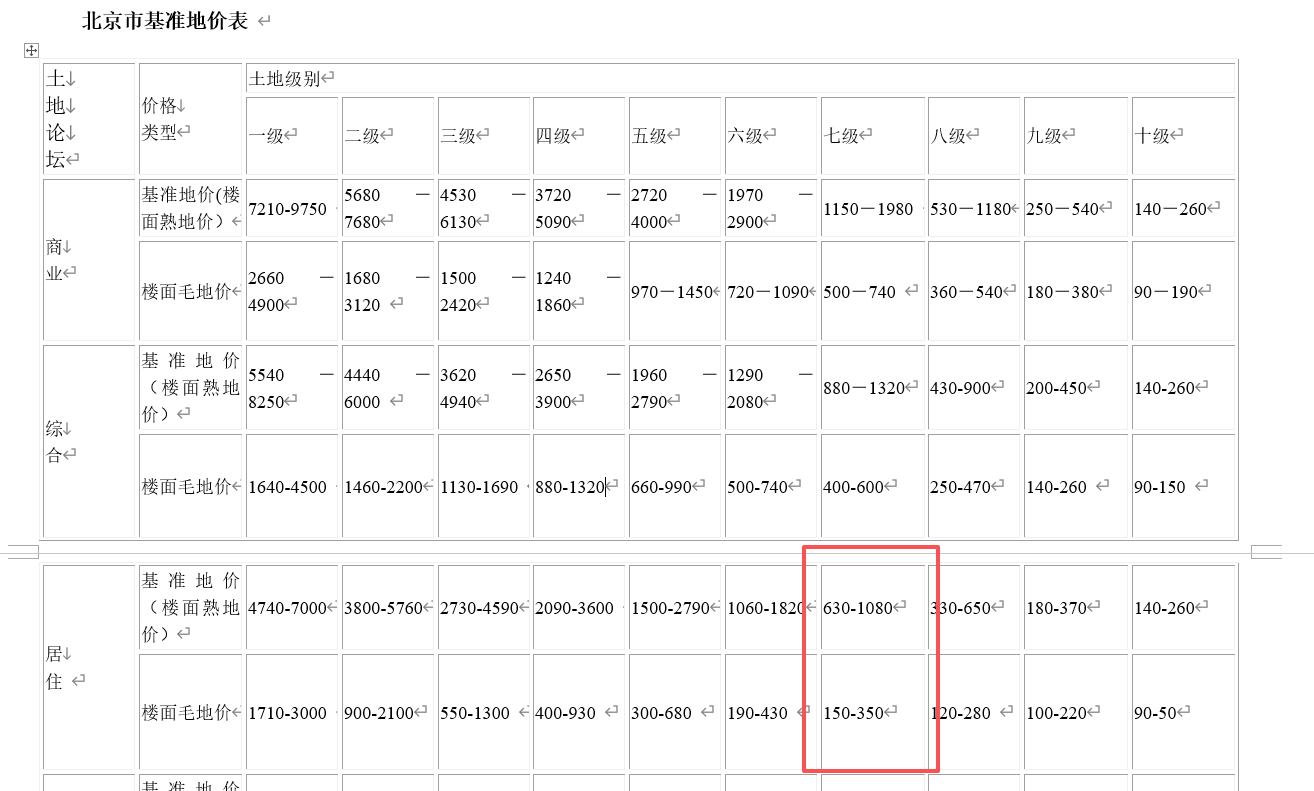 北京市基准地价表
土地论坛 价格类型 土地级别
一级 二级 三级 四级 五级 六级 七级 八级 九级 十级
商业 基准地价(楼面熟地价） 7210-9750 5680－7680 4530－6130 3720－5090 2720－4000 1970－2900 1150－1980 530－1180 250－540 140－260
楼面毛地价 2660－4900 1680－3120 1500－2420 1240－1860 970－1450 720－1090 500－740 360－540 180－380 90－190
综合 基准地价（楼面熟地价） 5540－8250 4440－6000 3620－4940 2650－3900 1960－2790 1290－2080 880－1320 430-900 200-450 140-260
楼面毛地价 1640-4500 1460-2200 1130-1690 880-1320 660-990 500-740 400-600 250-470 140-260 90-150
居住 基准地价（楼面熟地价） 4740-7000 3800-5760 2730-4590 2090-3600 1500-2790 1060-1820 630-1080 330-650 180-370 140-260
楼面毛地价 1710-3000 900-2100 550-1300 400-930 300-680 190-430 150-350 120-280 100-220 90-50
基准地价